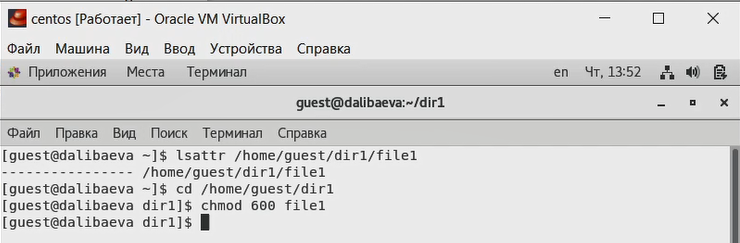 centos [Работает] - Oracle VM VirtualBox
Файл Машина Вид Ввод Устройства Справка
Приложения Места Терминал en Чт, 13:52
guest@dalibaeva:~/dir1
Файл Правка Вид Поиск Терминал Справка
[guest@dalibaeva ~]$ lsattr /home/guest/dir1/file1
---------------- /home/guest/dir1/file1
[guest@dalibaeva ~]$ cd /home/guest/dir1
[guest@dalibaeva dir1]$ chmod 600 file1
[guest@dalibaeva dir1]$